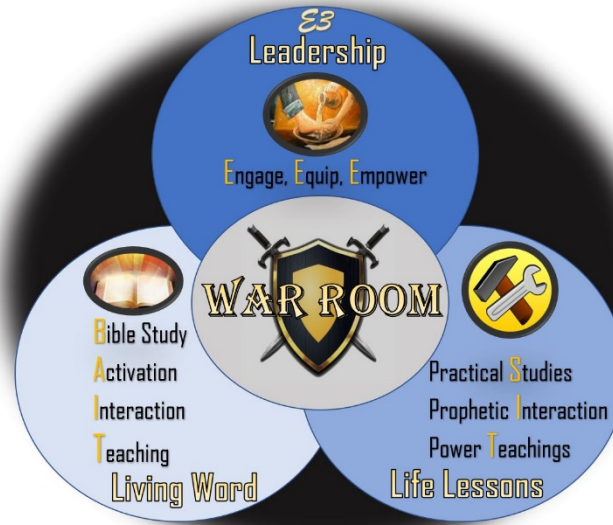 E3
Leadership
Engage, Equip, Empower
WAR ROOM
Bible Study
Activation
Interaction
Teaching
Living Word
Practical Studies
Prophetic Interaction
Power Teachings
Life Lessons